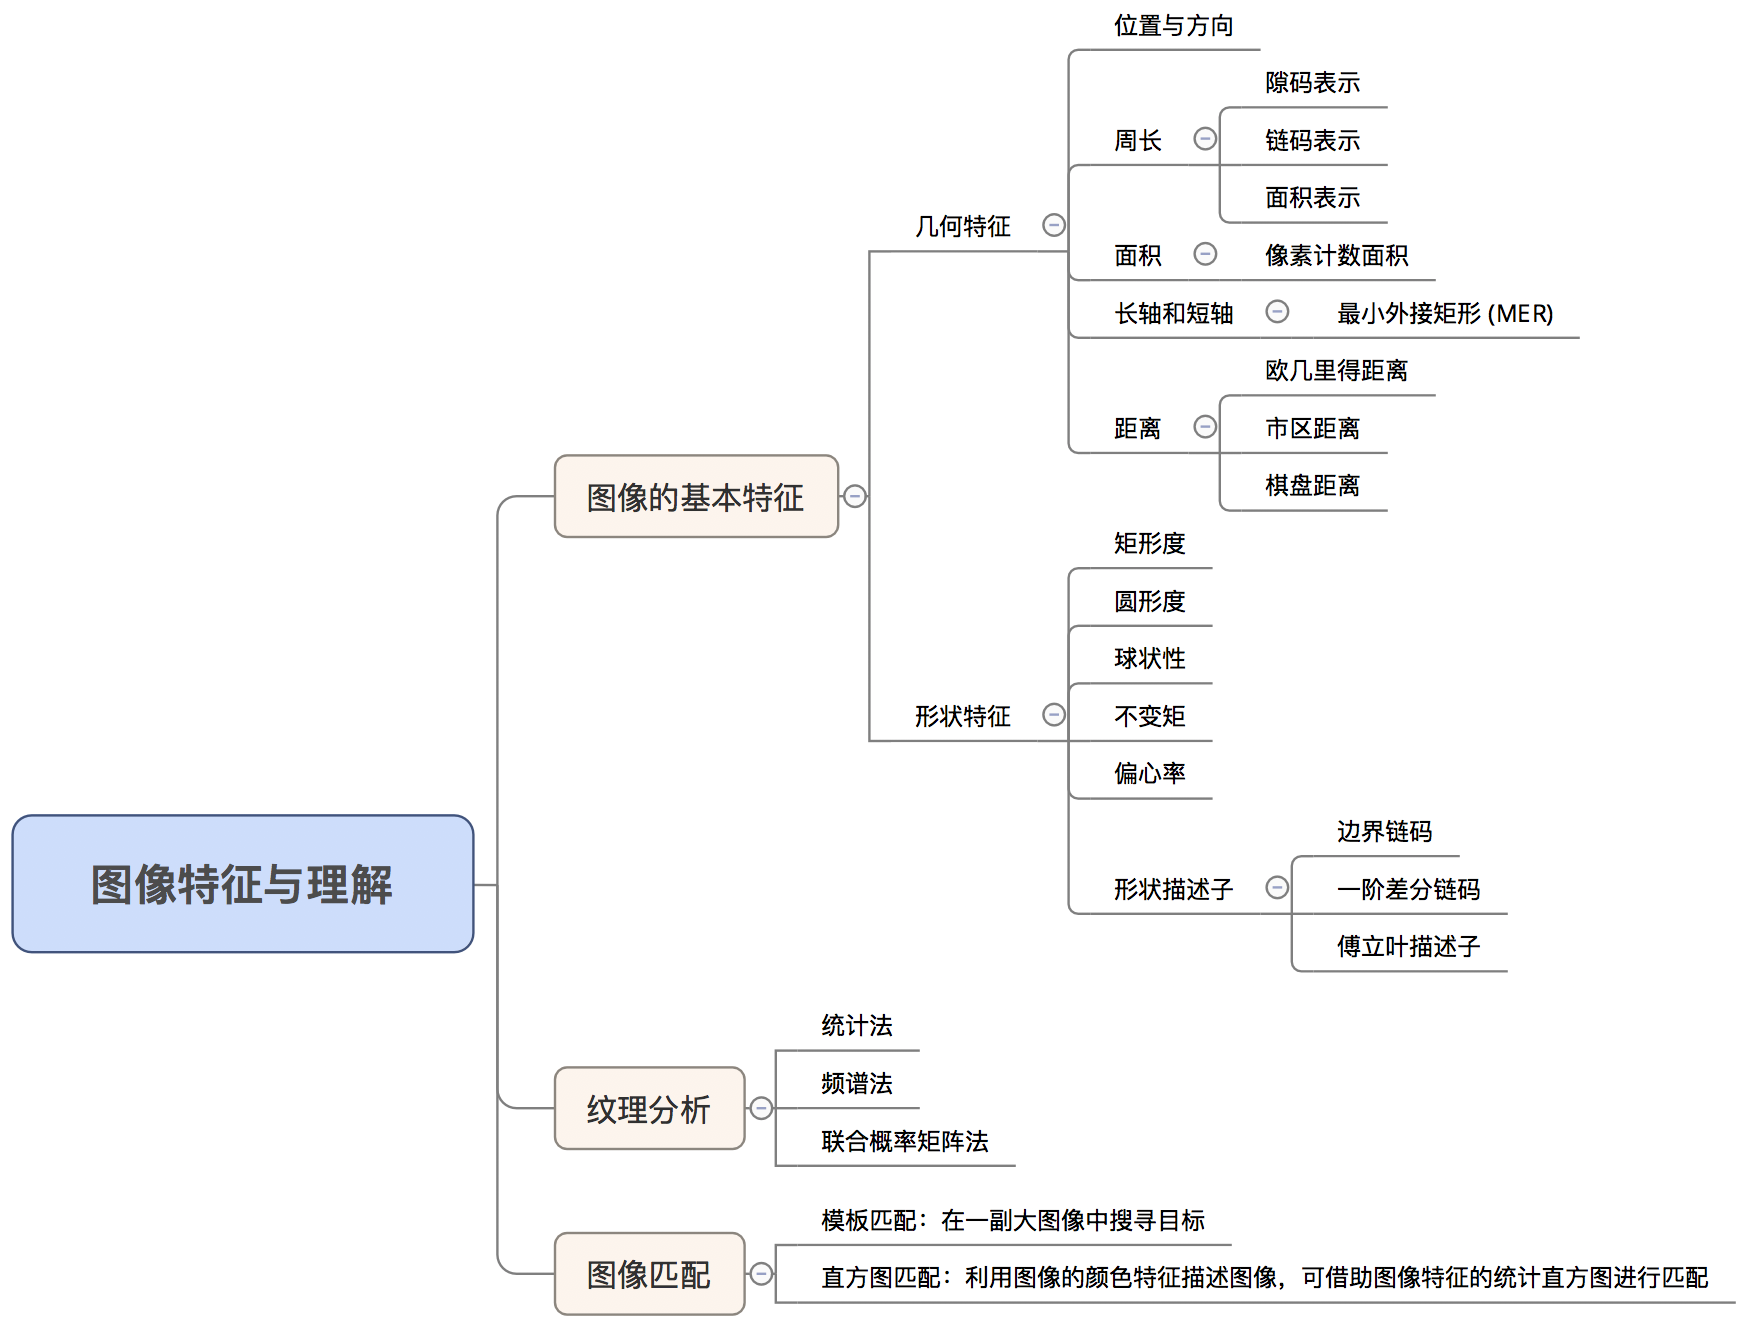 图像特征与理解
图像的基本特征
几何特征
位置与方向
周长
隙码表示
链码表示
面积表示
面积
像素计数面积
长轴和短轴
最小外接矩形 (MER)
距离
欧几里得距离
市区距离
棋盘距离
形状特征
矩形度
圆形度
球状性
不变矩
偏心率
形状描述子
边界链码
一阶差分链码
傅立叶描述子
纹理分析
统计法
频谱法
联合概率矩阵法
图像匹配
模板匹配：在一副大图像中搜寻目标
直方图匹配：利用图像的颜色特征描述图像，可借助图像特征的统计直方图进行匹配